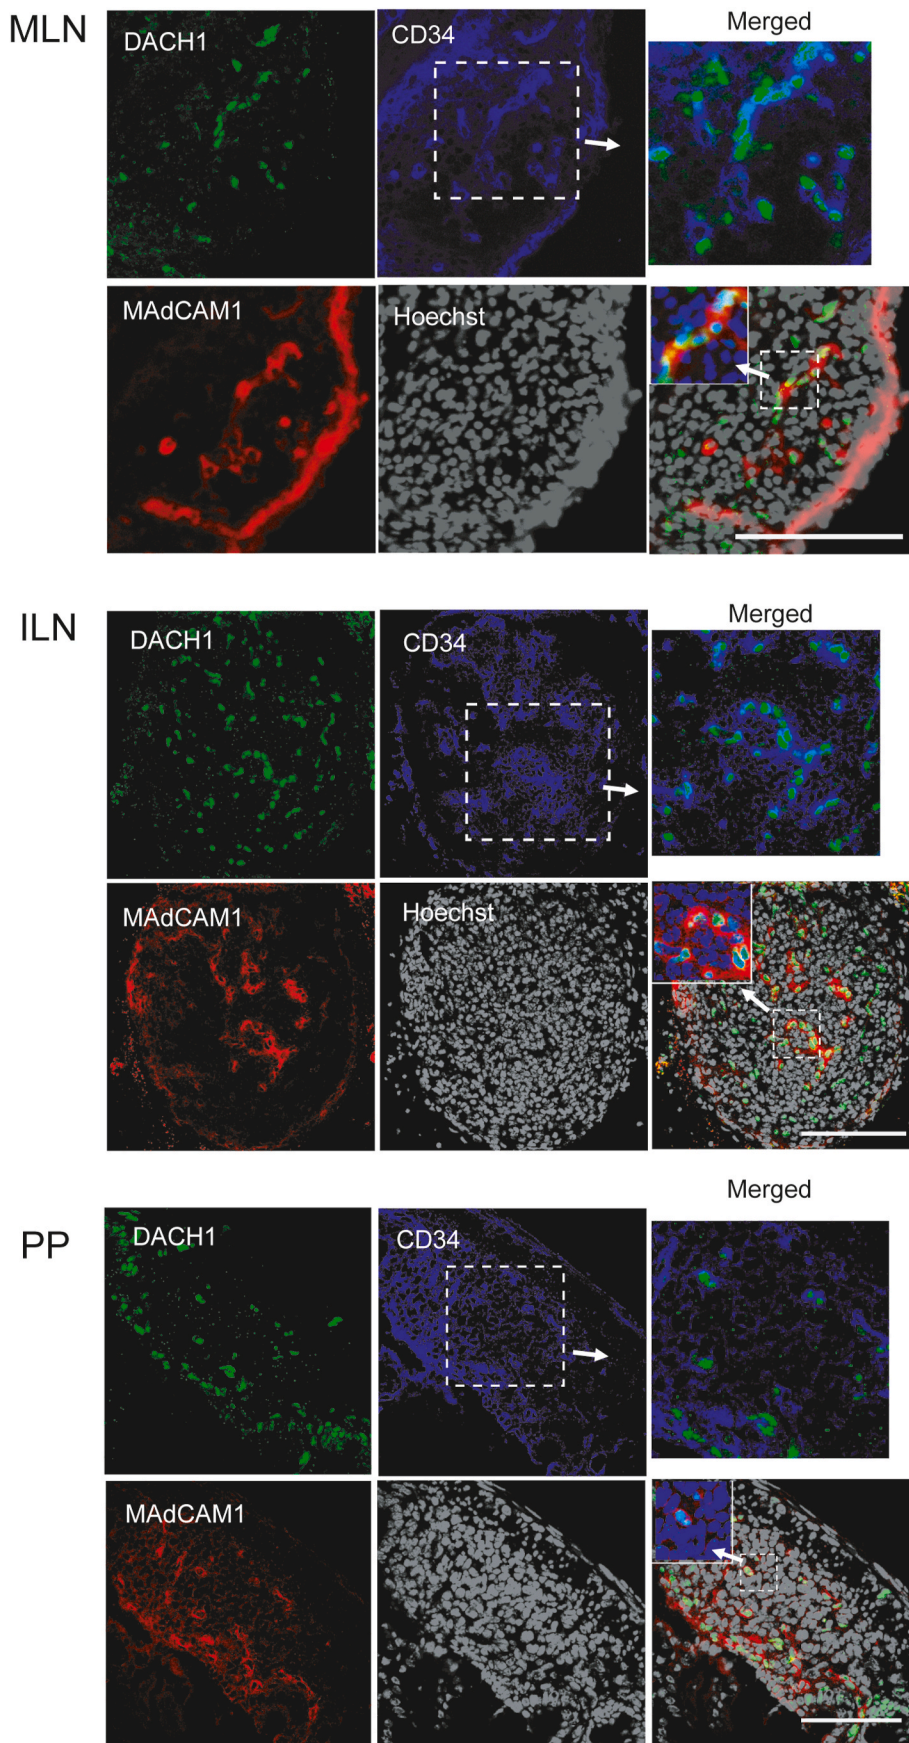 MLN
DACH1
CD34
Merged
MAdCAM1
Hoechst
ILN
DACH1
CD34
Merged
MAdCAM1
Hoechst
PP
DACH1
CD34
Merged
MAdCAM1